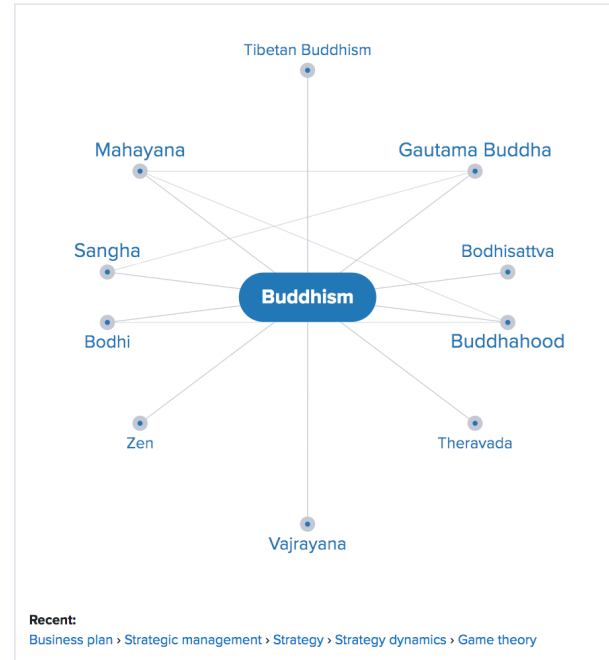 Tibetan Buddhism
Mahayana
Gautama Buddha
Sangha
Bodhisattva
Buddhism
Bodhi
Buddhahood
Zen
Theravada
Vajrayana
Recent:
Business plan › Strategic management › Strategy › Strategy dynamics › Game theory